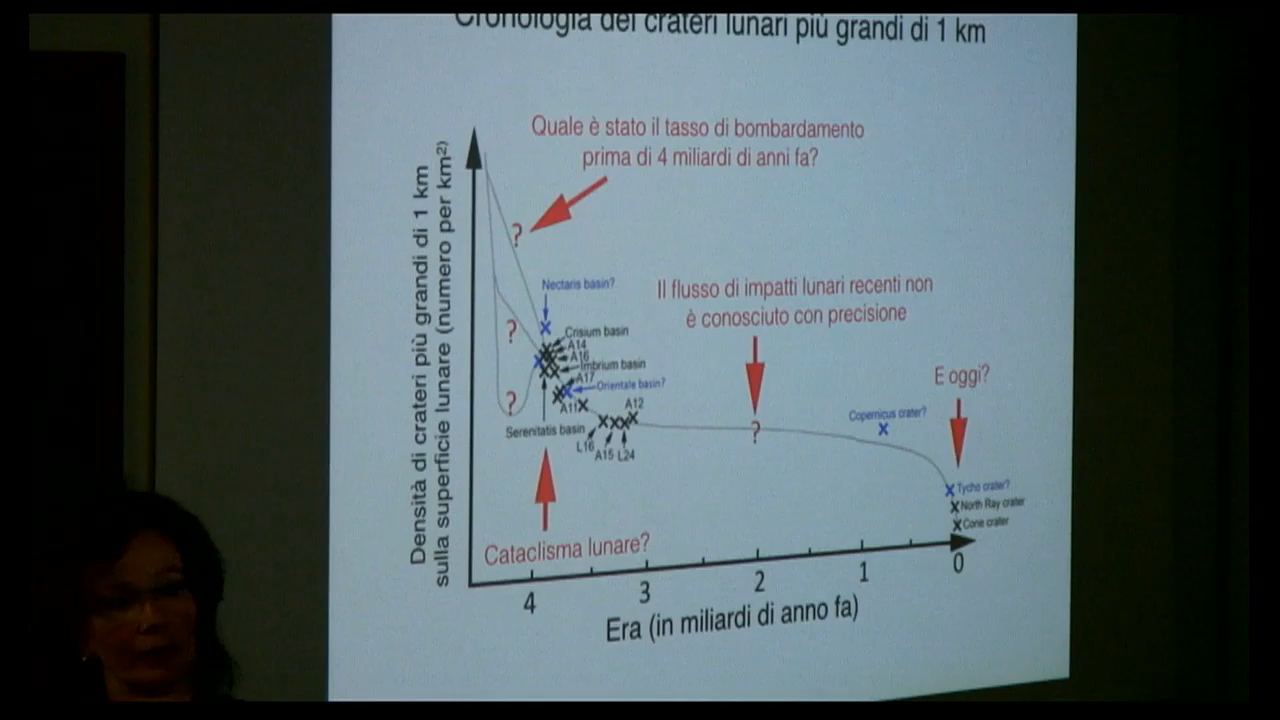 Cronologia dei crateri lunari più grandi di 1 km
Quale è stato il tasso di bombardamento
prima di 4 miliardi di anni fa?
Densità di crateri più grandi di 1 km
sulla superficie lunare (numero per km²)
?
Nectaris basin?
Il flusso di impatti lunari recenti non
è conosciuto con precisione
?
Crisium basin
A14
A16
Imbrium basin
A17
Orientale basin?
E oggi?
?
A11
A12
Copernicus crater?
Serenitatis basin
?
L16
A15
L24
Tycho crater?
North Ray crater
Cone crater
Cataclisma lunare?
4
3
2
1
0
Era (in miliardi di anno fa)